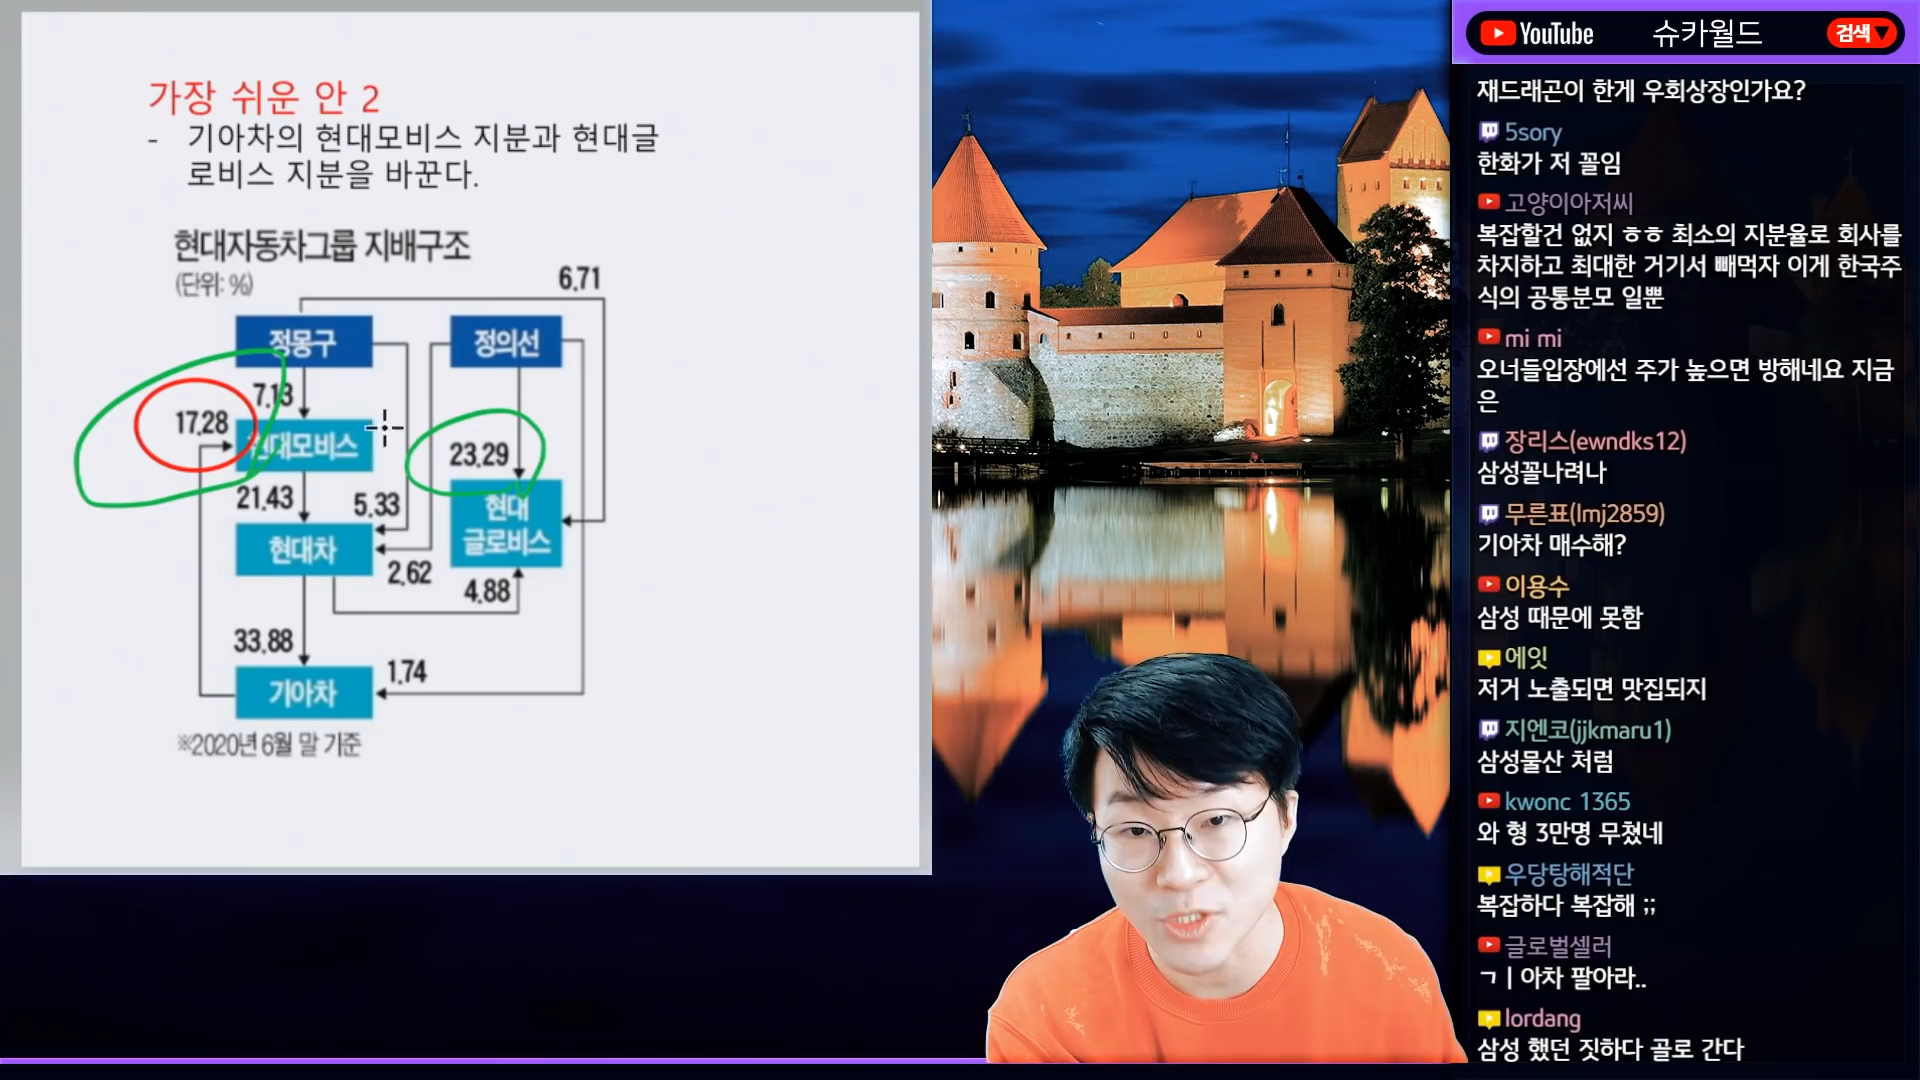 가장 쉬운 안 2
- 기아차의 현대모비스 지분과 현대글
로비스 지분을 바꾼다.
현대자동차그룹 지배구조
(단위: %)
6.71
정몽구
정의선
7.13
17.28
현대모비스
23.29
21.43
5.33
현대
글로비스
현대차
2.62
4.88
33.88
1.74
기아차
※2020년 6월 말 기준
YouTube
슈카월드
검색▼
재드래곤이 한게 우회상장인가요?
5sory
한화가 저 꼴임
고양이아저씨
복잡할건 없지 ㅎㅎ 최소의 지분율로 회사를
차지하고 최대한 거기서 빼먹자 이게 한국주
식의 공통분모 일뿐
mi mi
오너들입장에선 주가 높으면 방해네요 지금
은
장리스(ewndks12)
삼성꼴나려나
무른표(lmj2859)
기아차 매수해?
이용수
삼성 때문에 못함
에잇
저거 노출되면 맛집되지
지엔코(jjkmaru1)
삼성물산 처럼
kwonc 1365
와 형 3만명 무쳤네
우당탕해적단
복잡하다 복잡해 ;;
글로벌셀러
ㄱㅣ아차 팔아라..
lordang
삼성 했던 짓하다 골로 간다